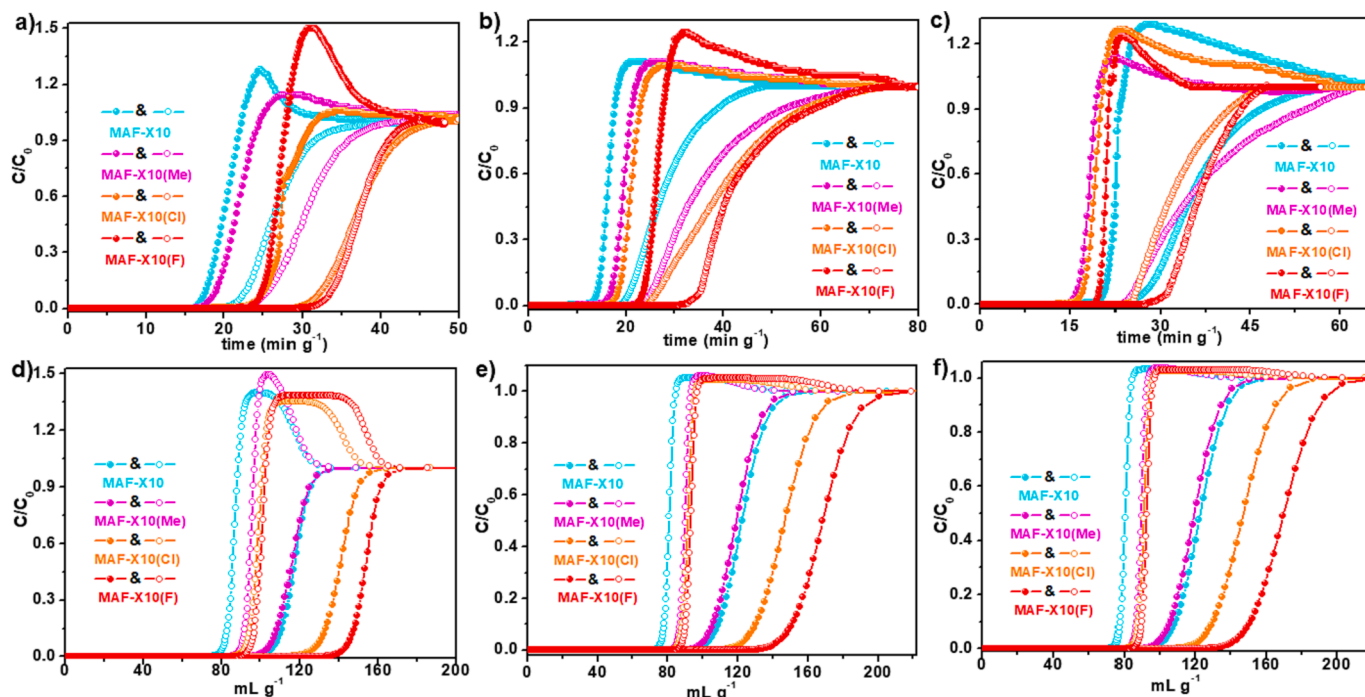 a)
C/C₀
1.5
1.2
0.9
0.6
0.3
0.0
&
MAF-X10
&
MAF-X10(Me)
&
MAF-X10(Cl)
&
MAF-X10(F)
0 10 20 30 40 50
time (min g⁻¹)
b)
C/C₀
1.2
0.9
0.6
0.3
0.0
&
MAF-X10
&
MAF-X10(Me)
&
MAF-X10(Cl)
&
MAF-X10(F)
0 20 40 60 80
time (min g⁻¹)
c)
C/C₀
1.2
0.9
0.6
0.3
0.0
&
MAF-X10
&
MAF-X10(Me)
&
MAF-X10(Cl)
&
MAF-X10(F)
0 15 30 45 60
time (min g⁻¹)
d)
C/C₀
1.5
1.2
0.9
0.6
0.3
0.0
&
MAF-X10
&
MAF-X10(Me)
&
MAF-X10(Cl)
&
MAF-X10(F)
0 40 80 120 160 200
mL g⁻¹
e)
C/C₀
1.0
0.8
0.6
0.4
0.2
0.0
&
MAF-X10
&
MAF-X10(Me)
&
MAF-X10(Cl)
&
MAF-X10(F)
0 40 80 120 160 200
mL g⁻¹
f)
C/C₀
1.0
0.8
0.6
0.4
0.2
0.0
&
MAF-X10
&
MAF-X10(Me)
&
MAF-X10(Cl)
&
MAF-X10(F)
0 40 80 120 160 200
mL g⁻¹